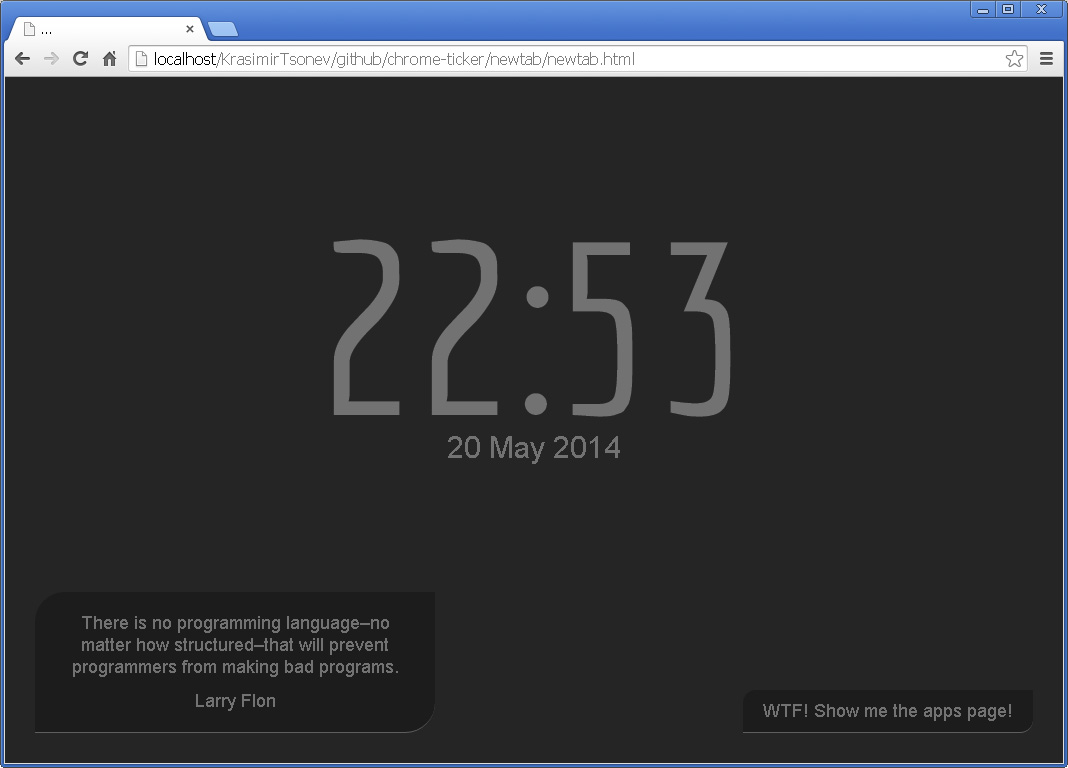 ...
localhost/KrasimirTsonev/github/chrome-ticker/newtab/newtab.html
22:53
20 May 2014
There is no programming language–no
matter how structured–that will prevent
programmers from making bad programs.
Larry Flon
WTF! Show me the apps page!